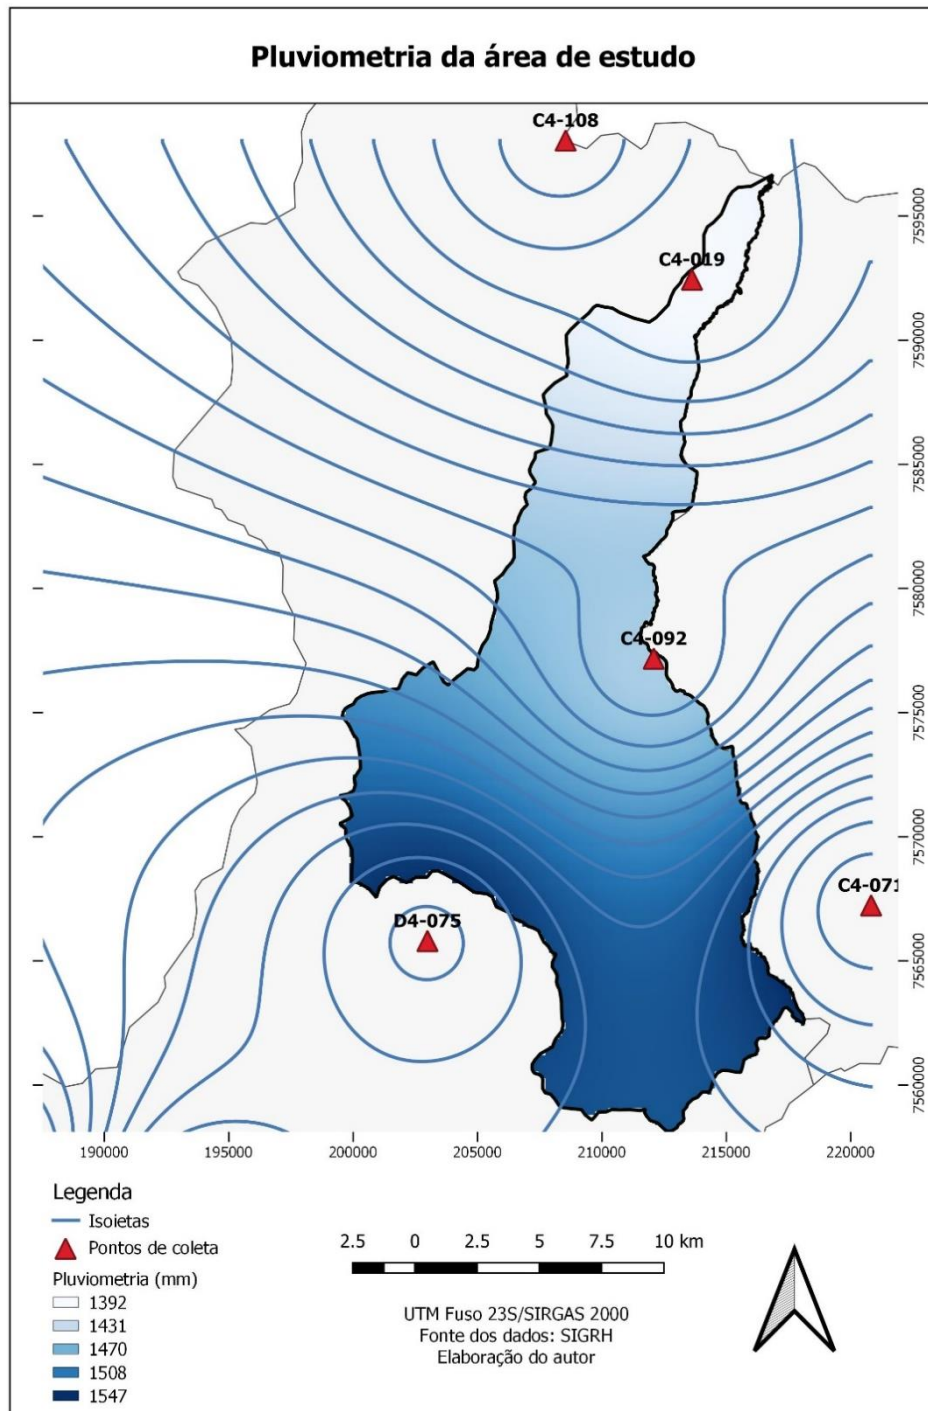 Pluviometria da área de estudo
C4-108
C4-019
C4-092
C4-071
D4-075
7595000
7590000
7585000
7580000
7575000
7570000
7565000
7560000
190000 195000 200000 205000 210000 215000 220000
Legenda
Isoietas
Pontos de coleta
Pluviometria (mm)
1392
1431
1470
1508
1547
2.5 0 2.5 5 7.5 10 km
UTM Fuso 23S/SIRGAS 2000
Fonte dos dados: SIGRH
Elaboração do autor